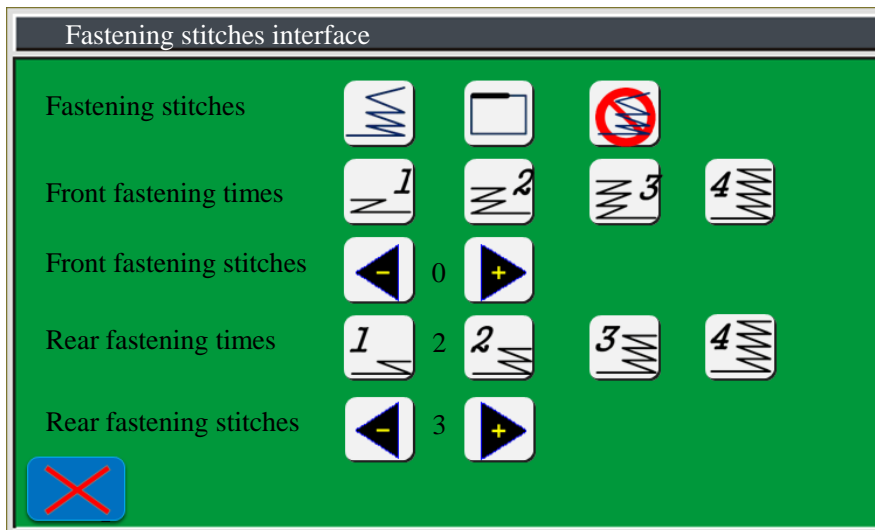 Fastening stitches interface
Fastening stitches
Front fastening times 1 2 3 4
Front fastening stitches - 0 +
Rear fastening times 1 2 2 3 4
Rear fastening stitches - 3 +